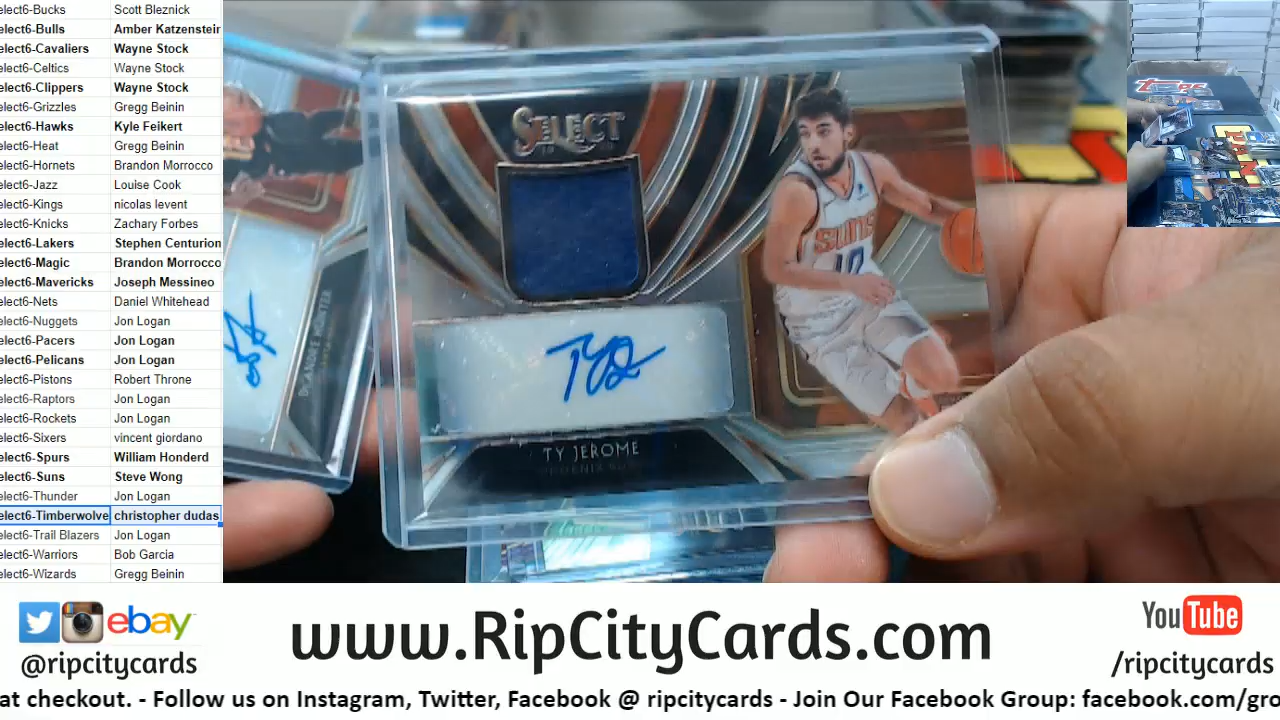 elect6-Bucks Scott Bleznick
elect6-Bulls Amber Katzenstein
elect6-Cavaliers Wayne Stock
elect6-Celtics Wayne Stock
elect6-Clippers Wayne Stock
elect6-Grizzles Gregg Beinin
elect6-Hawks Kyle Feikert
elect6-Heat Gregg Beinin
elect6-Hornets Brandon Morrocco
elect6-Jazz Louise Cook
elect6-Kings nicolas levent
elect6-Knicks Zachary Forbes
elect6-Lakers Stephen Centurion
elect6-Magic Brandon Morrocco
elect6-Mavericks Joseph Messineo
elect6-Nets Daniel Whitehead
elect6-Nuggets Jon Logan
elect6-Pacers Jon Logan
elect6-Pelicans Jon Logan
elect6-Pistons Robert Throne
elect6-Raptors Jon Logan
elect6-Rockets Jon Logan
elect6-Sixers vincent giordano
elect6-Spurs William Honderd
elect6-Suns Steve Wong
elect6-Thunder Jon Logan
elect6-Timberwolve christopher dudas
elect6-Trail Blazers Jon Logan
elect6-Warriors Bob Garcia
elect6-Wizards Gregg Beinin
SELECT
SUNS
10
TY JEROME
PHOENIX SUNS
DE'ANDRE HUNTER
TOPPS
ebay
@ripcitycards
www.RipCityCards.com
YouTube
/ripcitycards
at checkout. - Follow us on Instagram, Twitter, Facebook @ ripcitycards - Join Our Facebook Group: facebook.com/gro